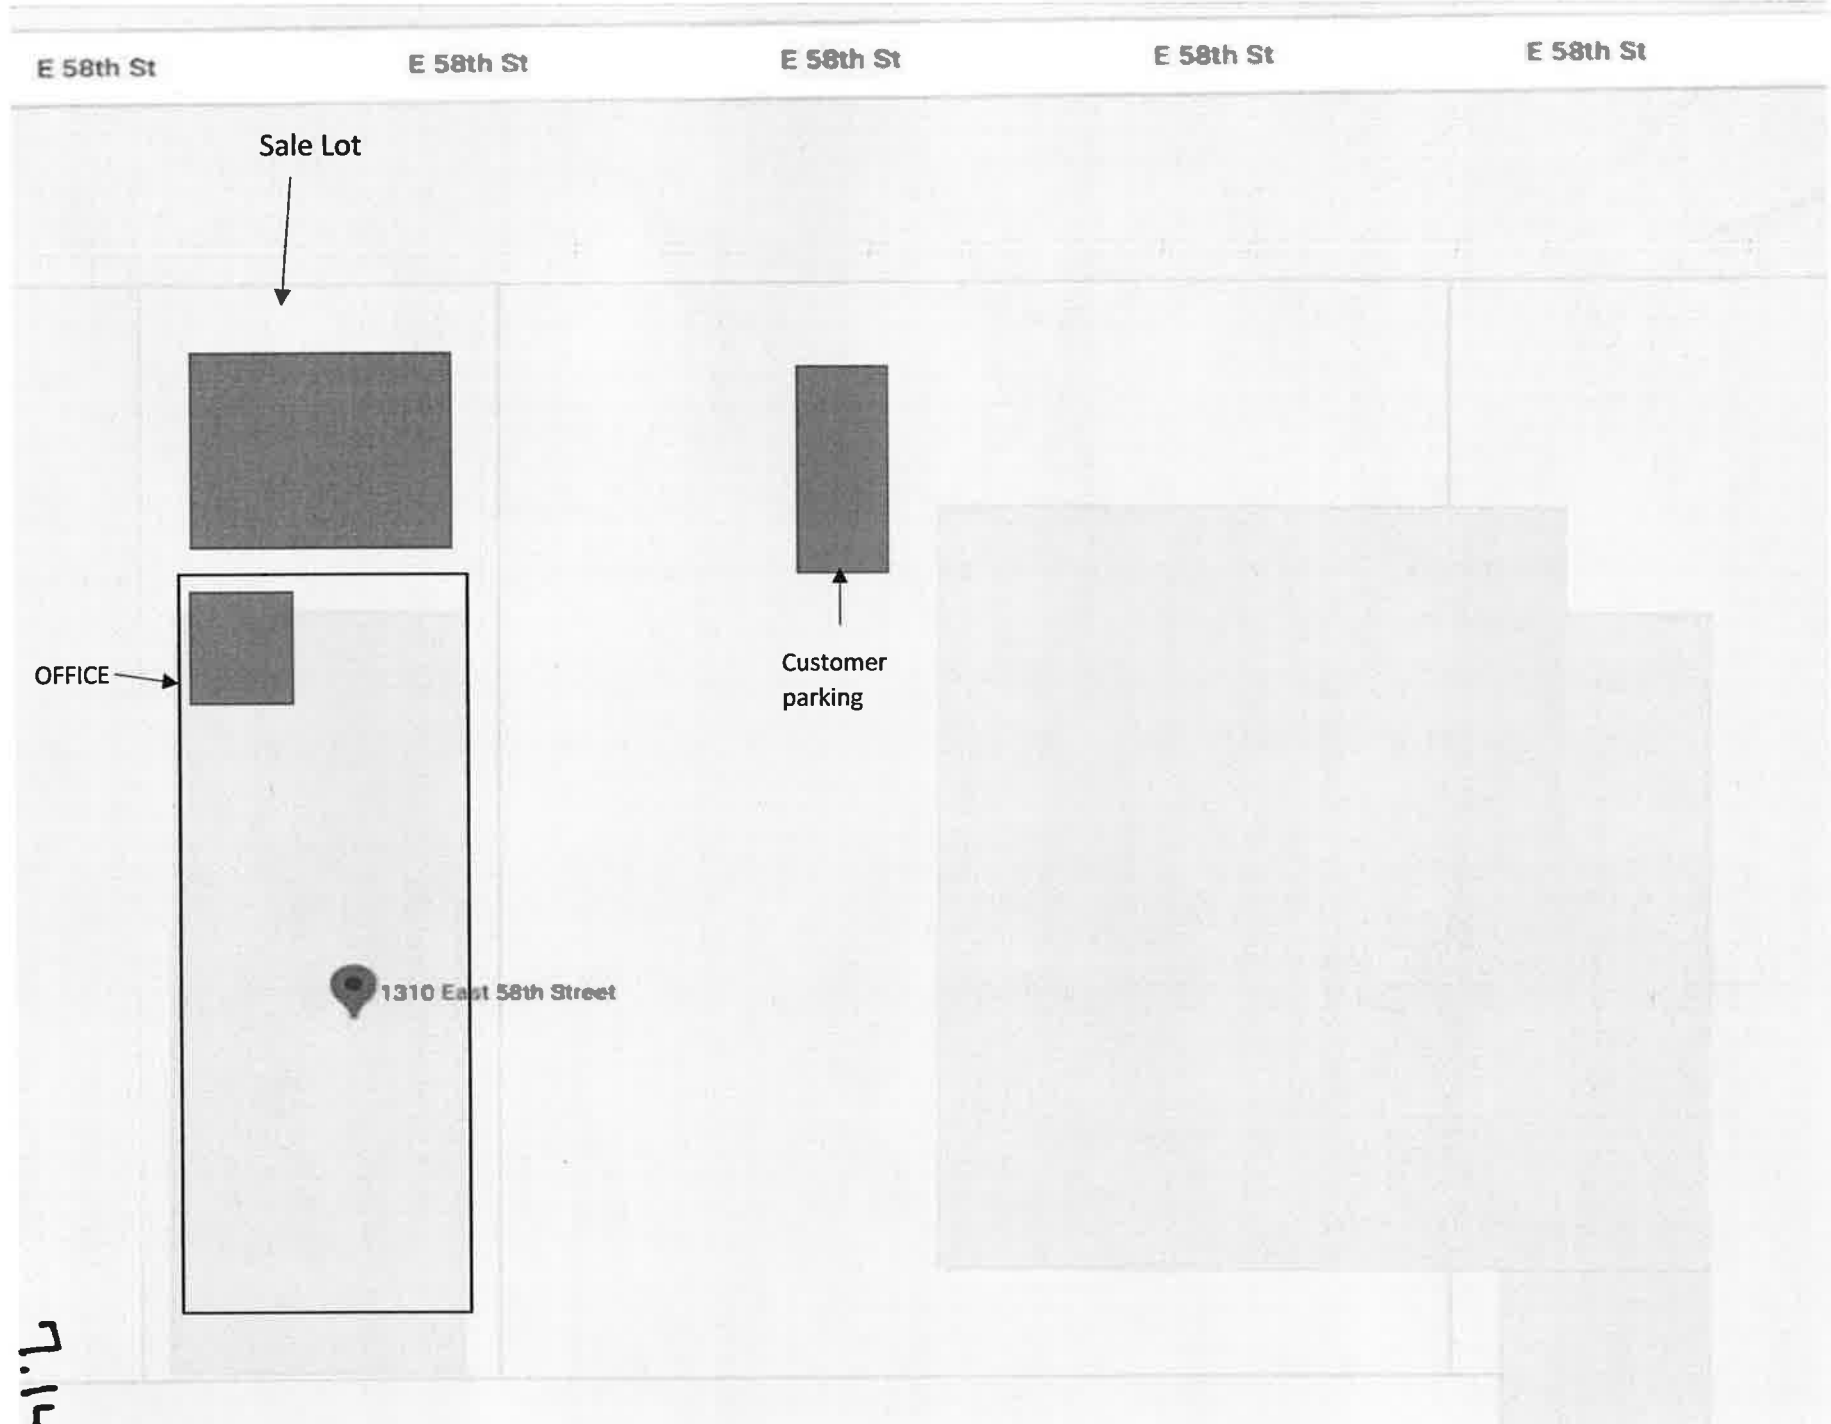 E 58th St E 58th St E 58th St E 58th St E 58th St
Sale Lot
OFFICE
Customer
parking
1310 East 58th Street